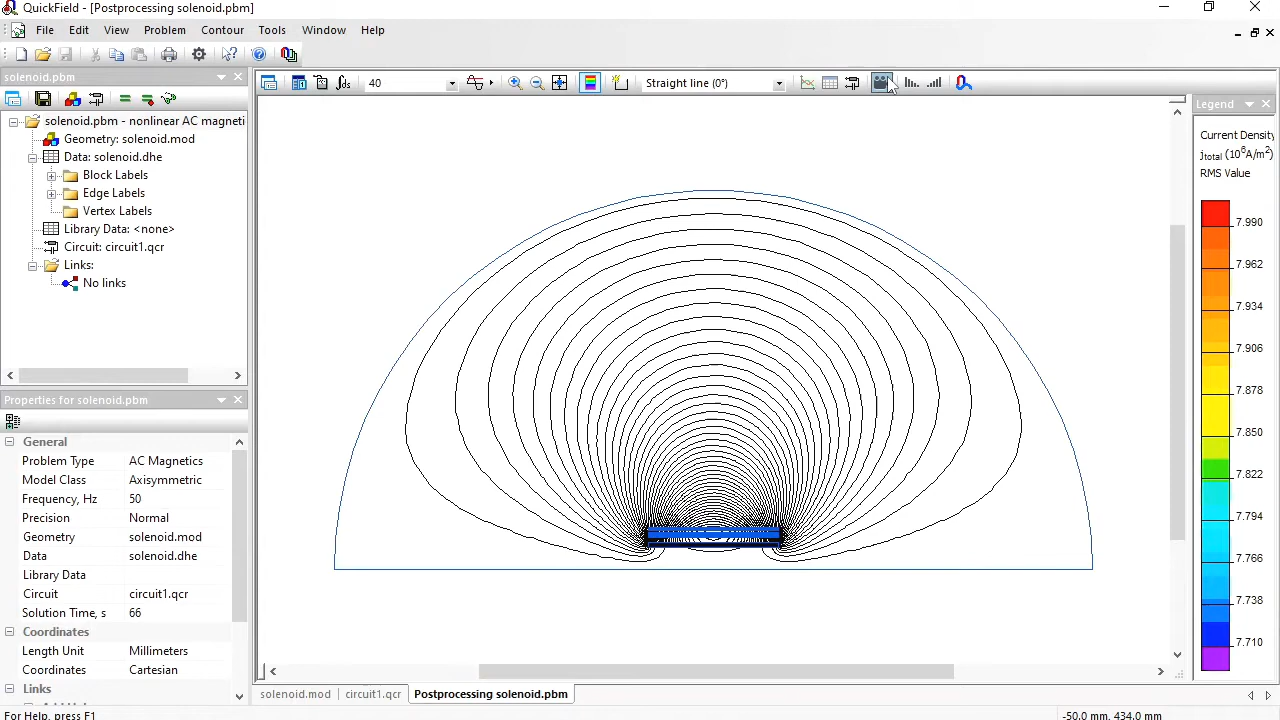 QuickField - [Postprocessing solenoid.pbm]
File Edit View Problem Contour Tools Window Help
solenoid.pbm
40
Straight line (0°)
solenoid.pbm - nonlinear AC magneti
Geometry: solenoid.mod
Data: solenoid.dhe
Block Labels
Edge Labels
Vertex Labels
Library Data: <none>
Circuit: circuit1.qcr
Links:
No links
Properties for solenoid.pbm
General
Problem Type AC Magnetics
Model Class Axisymmetric
Frequency, Hz 50
Precision Normal
Geometry solenoid.mod
Data solenoid.dhe
Library Data
Circuit circuit1.qcr
Solution Time, s 66
Coordinates
Length Unit Millimeters
Coordinates Cartesian
Links
Legend
Current Density
jtotal (10⁸A/m²)
RMS Value
7.990
7.962
7.934
7.906
7.878
7.850
7.822
7.794
7.766
7.738
7.710
solenoid.mod circuit1.qcr Postprocessing solenoid.pbm
For Help, press F1
-50.0 mm, 434.0 mm